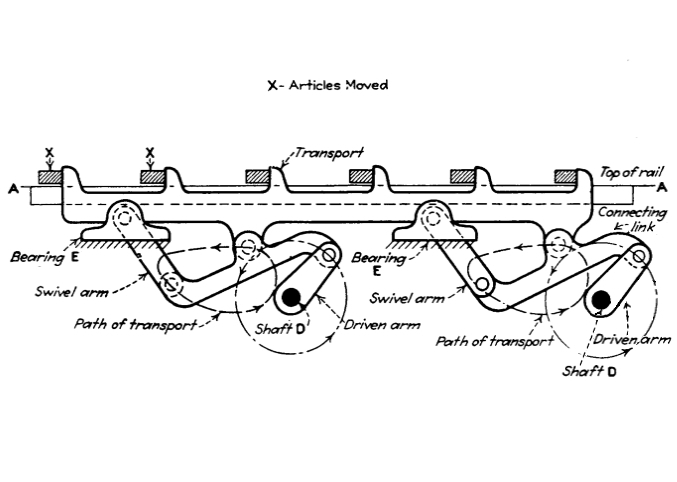 X- Articles Moved
X
X
Transport
Top of rail
A
A
Connecting
link
Bearing E
Bearing
E
Swivel arm
Swivel arm
Path of transport
Shaft D
Driven arm
Path of transport
Driven arm
Shaft D